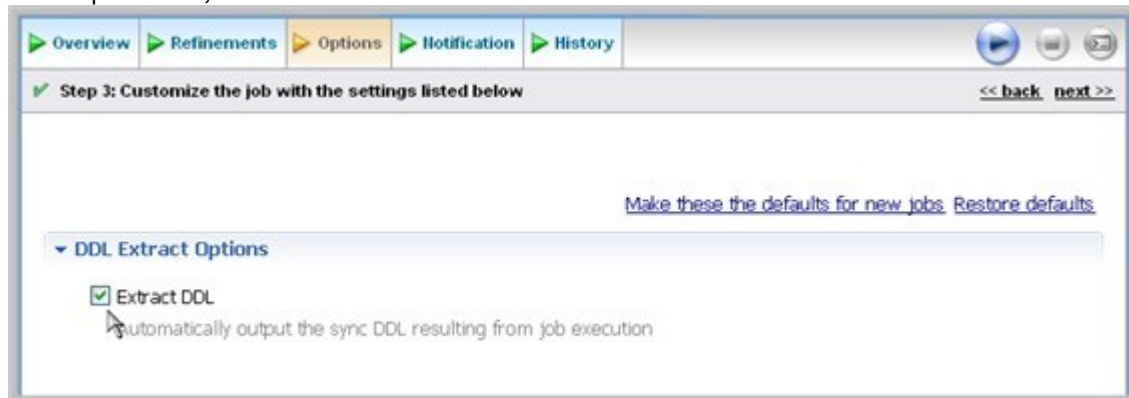 Overview Refinements Options Notification History
Step 3: Customize the job with the settings listed below << back next >>
Make these the defaults for new jobs Restore defaults
DDL Extract Options
Extract DDL
Automatically output the sync DDL resulting from job execution